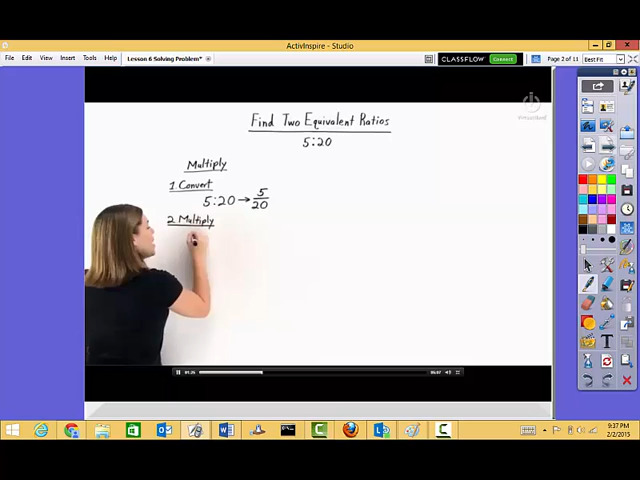 ActivInspire - Studio
File Edit View Insert Tools Help
CLASSFLOW Connect
Page 2 of 11
Best Fit
Lesson 6 Solving Problem*
Find Two Equivalent Ratios
5:20
Multiply
1 Convert
5:20 → 5/20
2 Multiply
9:37 PM
2/2/2015